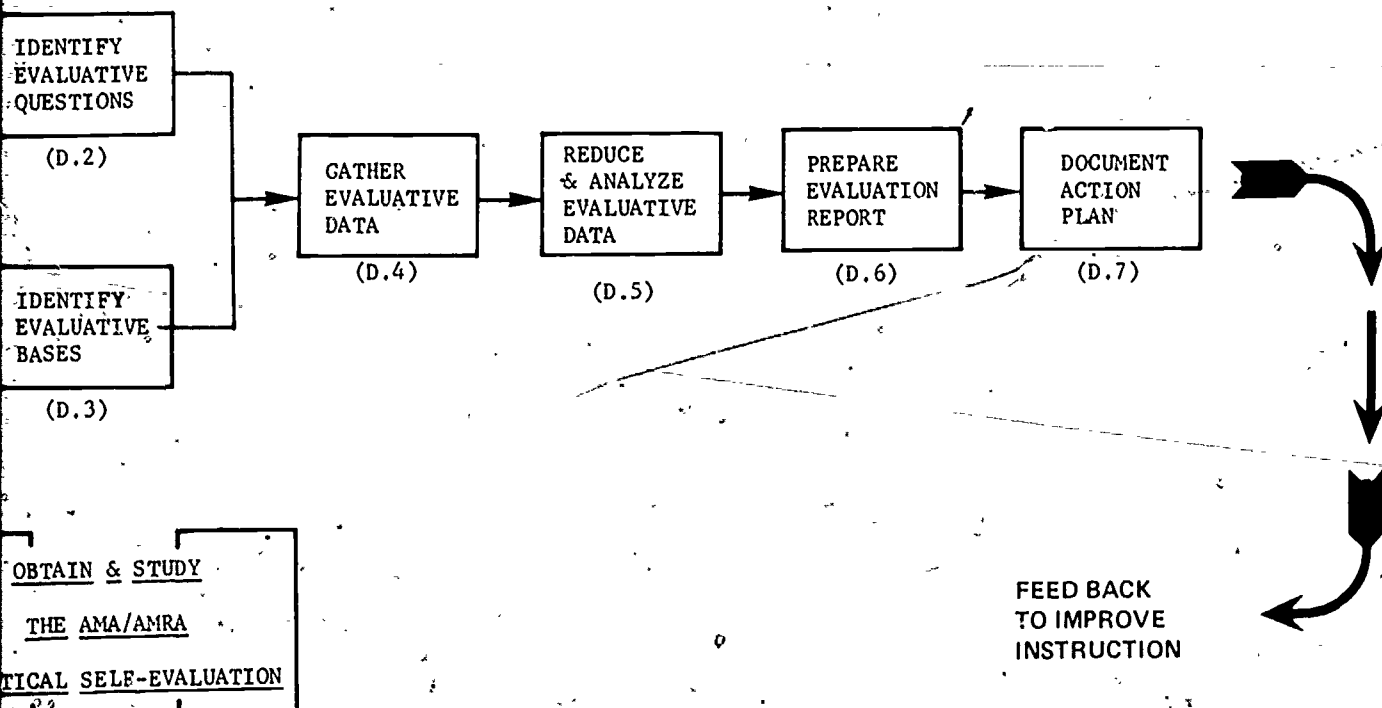 IDENTIFY
EVALUATIVE
QUESTIONS
(D.2)
IDENTIFY
EVALUATIVE
BASES
(D.3)
GATHER
EVALUATIVE
DATA
(D.4)
REDUCE
& ANALYZE
EVALUATIVE
DATA
(D.5)
PREPARE
EVALUATION
REPORT
(D.6)
DOCUMENT
ACTION
PLAN
(D.7)
OBTAIN & STUDY
THE AMA/AMRA
TICAL SELF-EVALUATION
FEED BACK
TO IMPROVE
INSTRUCTION